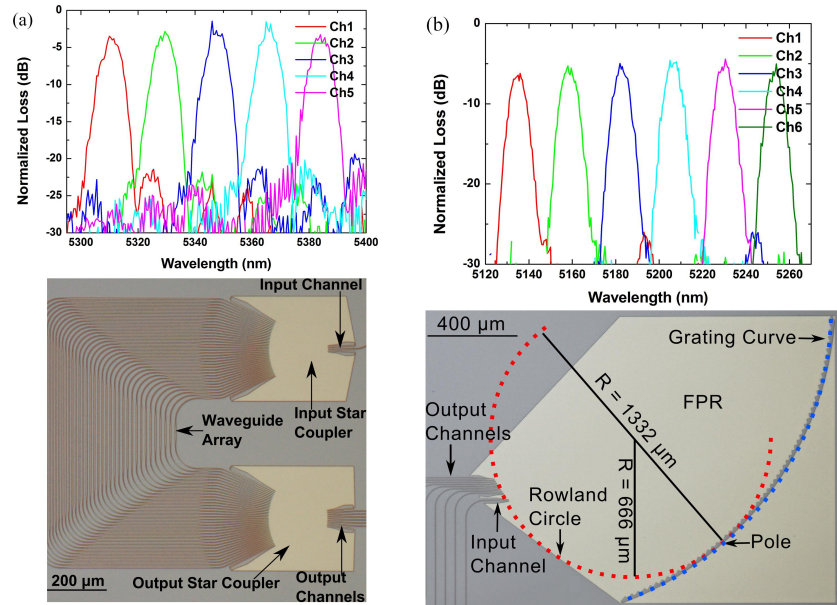 (a)
0
-5
-10
-15
-20
-25
-30
Normalized Loss (dB)
Ch1
Ch2
Ch3
Ch4
Ch5
5300 5320 5340 5360 5380 5400
Wavelength (nm)
(b)
0
-10
-20
-30
Normalized Loss (dB)
Ch1
Ch2
Ch3
Ch4
Ch5
Ch6
5120 5140 5160 5180 5200 5220 5240 5260
Wavelength (nm)
Input Channel
Input Star
Coupler
Waveguide
Array
Output Star Coupler
Output
Channels
200 µm
400 µm
Grating Curve
FPR
R = 1332 µm
R = 666 µm
Output
Channels
Rowland
Circle
Input
Channel
Pole